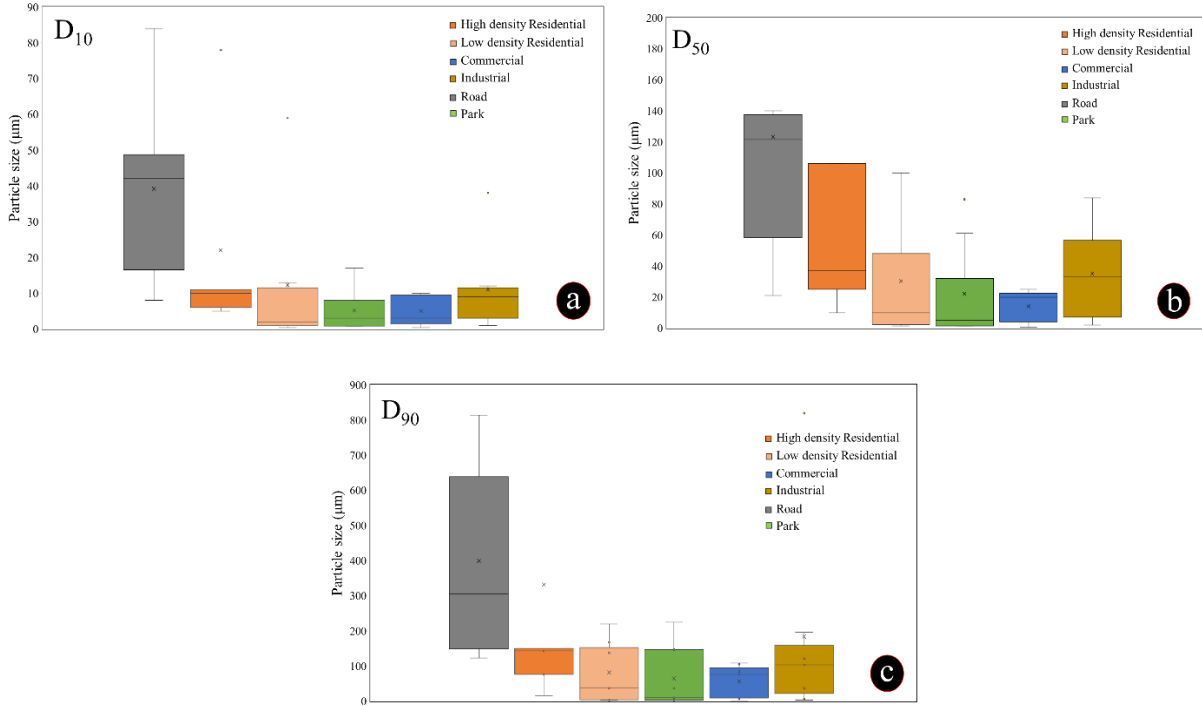 D10
Particle size (μm)
90
80
70
60
50
40
30
20
10
0
High density Residential
Low density Residential
Commercial
Industrial
Road
Park
a
D50
Particle size (μm)
200
180
160
140
120
100
80
60
40
20
0
High density Residential
Low density Residential
Commercial
Industrial
Road
Park
b
D90
Particle size (μm)
900
800
700
600
500
400
300
200
100
0
High density Residential
Low density Residential
Commercial
Industrial
Road
Park
c